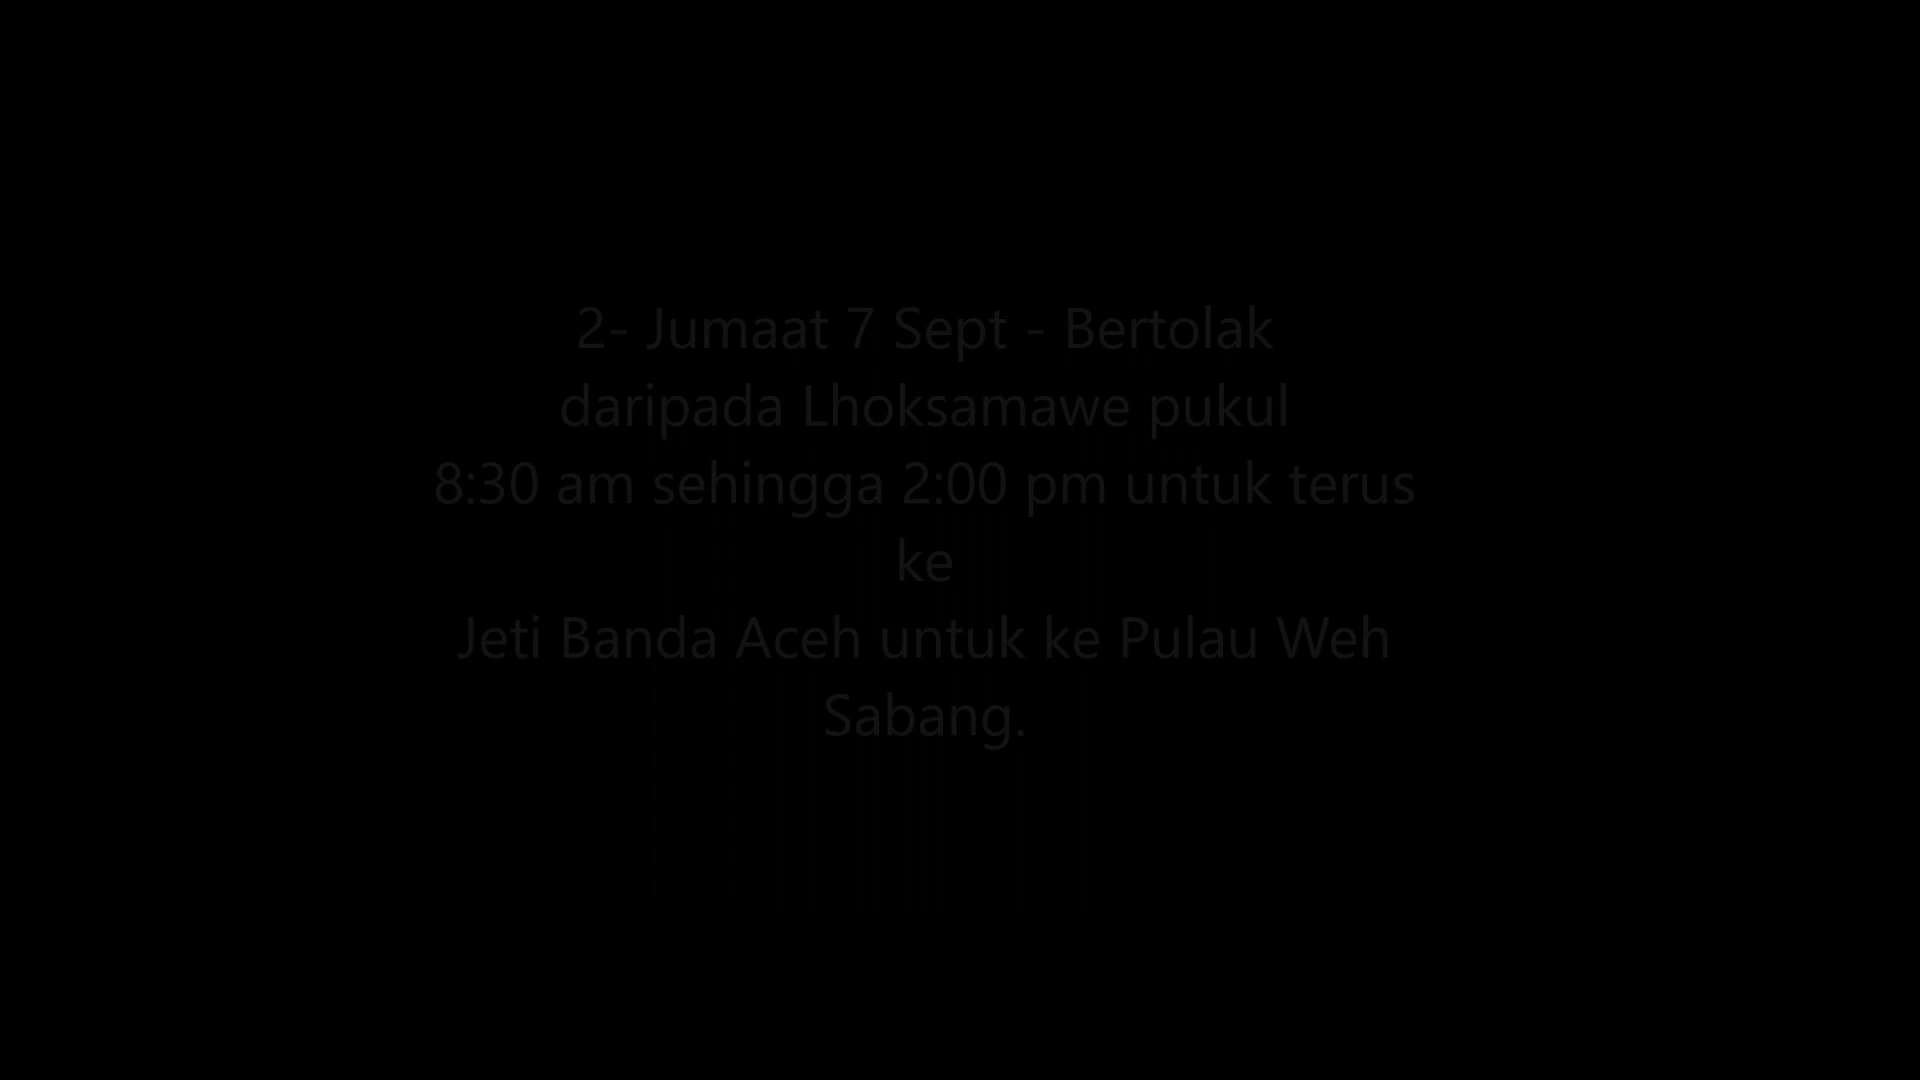 2- Jumaat 7 Sept - Bertolak
daripada Lhoksamawe pukul
8:30 am sehingga 2:00 pm untuk terus
ke
Jeti Banda Aceh untuk ke Pulau Weh
Sabang.